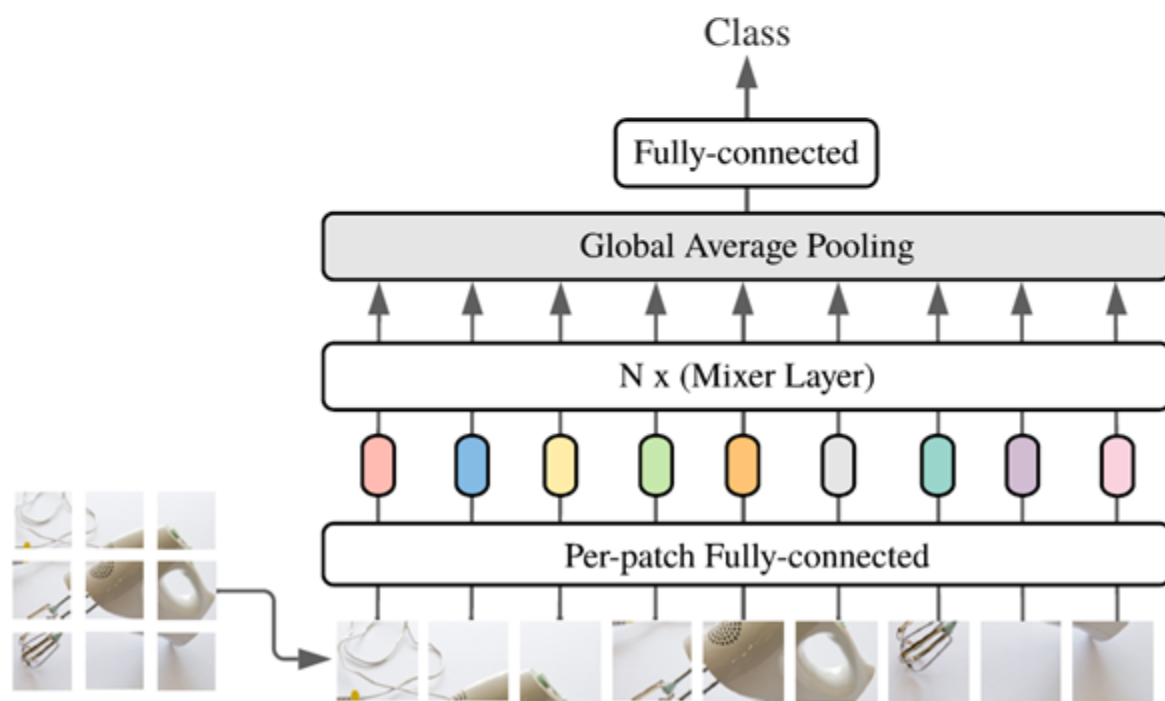 Class
Fully-connected
Global Average Pooling
N x (Mixer Layer)
Per-patch Fully-connected